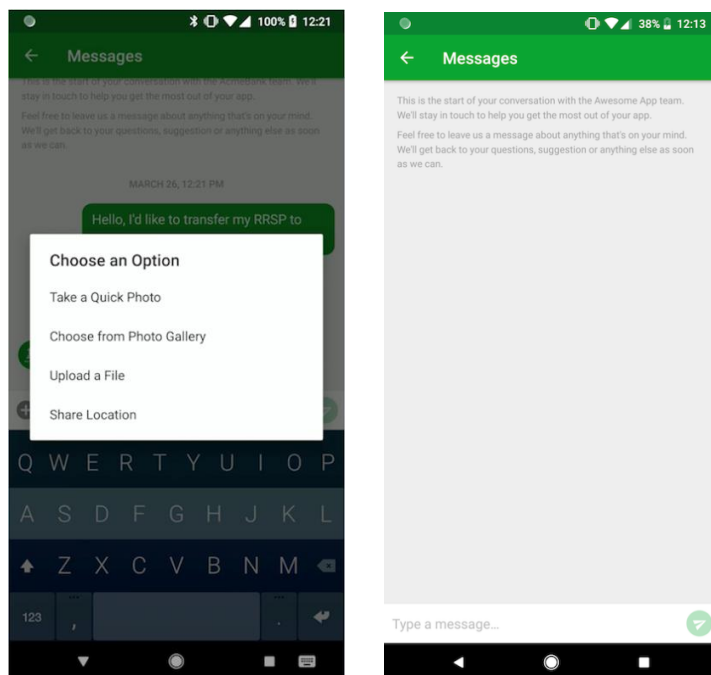 100% 12:21
Messages
This is the start of your conversation with the Acmebank team. We'll
stay in touch to help you get the most out of your app.
Feel free to leave us a message about anything that's on your mind.
We'll get back to your questions, suggestion or anything else as soon
as we can.
MARCH 26, 12:21 PM
Hello, I'd like to transfer my RRSP to
Choose an Option
Take a Quick Photo
Choose from Photo Gallery
Upload a File
Share Location
Q W E R T Y U I O P
A S D F G H J K L
Z X C V B N M
123 , .
38% 12:13
Messages
This is the start of your conversation with the Awesome App team.
We'll stay in touch to help you get the most out of your app.
Feel free to leave us a message about anything that's on your mind.
We'll get back to your questions, suggestion or anything else as soon
as we can.
Type a message...